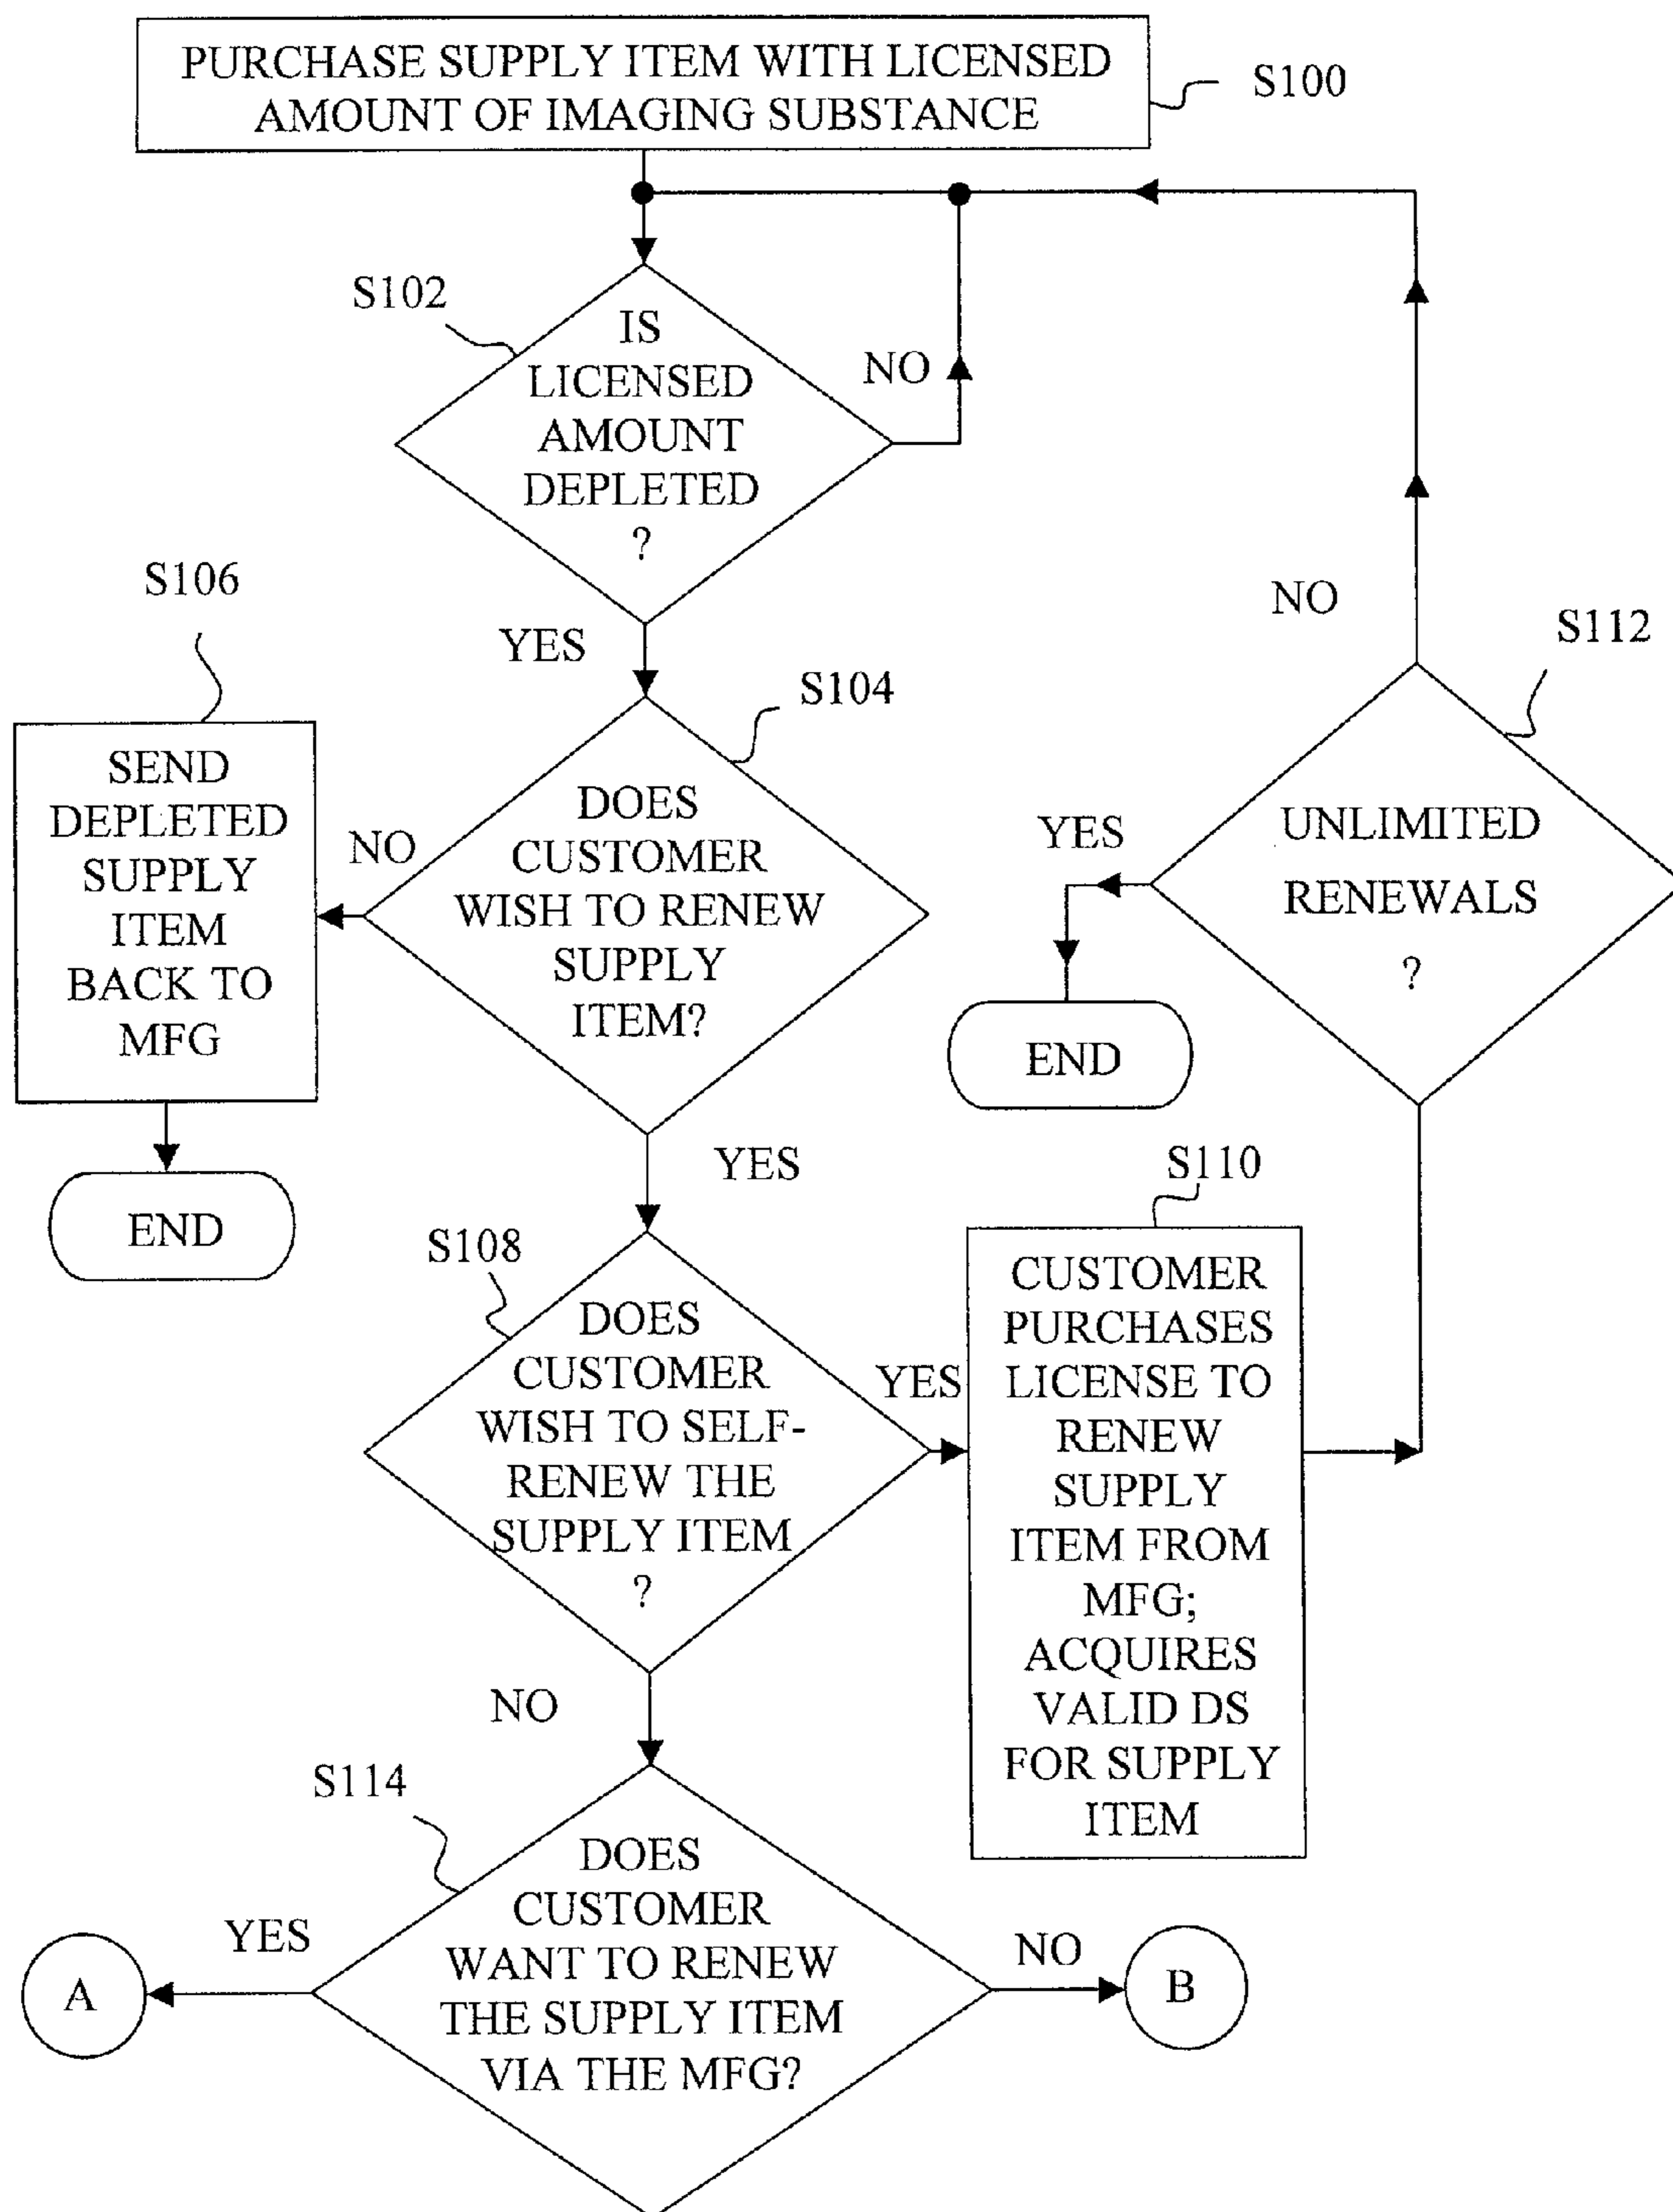 PURCHASE SUPPLY ITEM WITH LICENSED
AMOUNT OF IMAGING SUBSTANCE
S100
S102
IS
LICENSED
AMOUNT
DEPLETED
?
NO
YES
S106
SEND
DEPLETED
SUPPLY
ITEM
BACK TO
MFG
END
NO
S104
DOES
CUSTOMER
WISH TO RENEW
SUPPLY
ITEM?
YES
NO
S112
UNLIMITED
RENEWALS
?
YES
END
S108
DOES
CUSTOMER
WISH TO SELF-
RENEW THE
SUPPLY ITEM
?
YES
NO
S110
CUSTOMER
PURCHASES
LICENSE TO
RENEW
SUPPLY
ITEM FROM
MFG;
ACQUIRES
VALID DS
FOR SUPPLY
ITEM
S114
DOES
CUSTOMER
WANT TO RENEW
THE SUPPLY ITEM
VIA THE MFG?
YES
A
NO
B